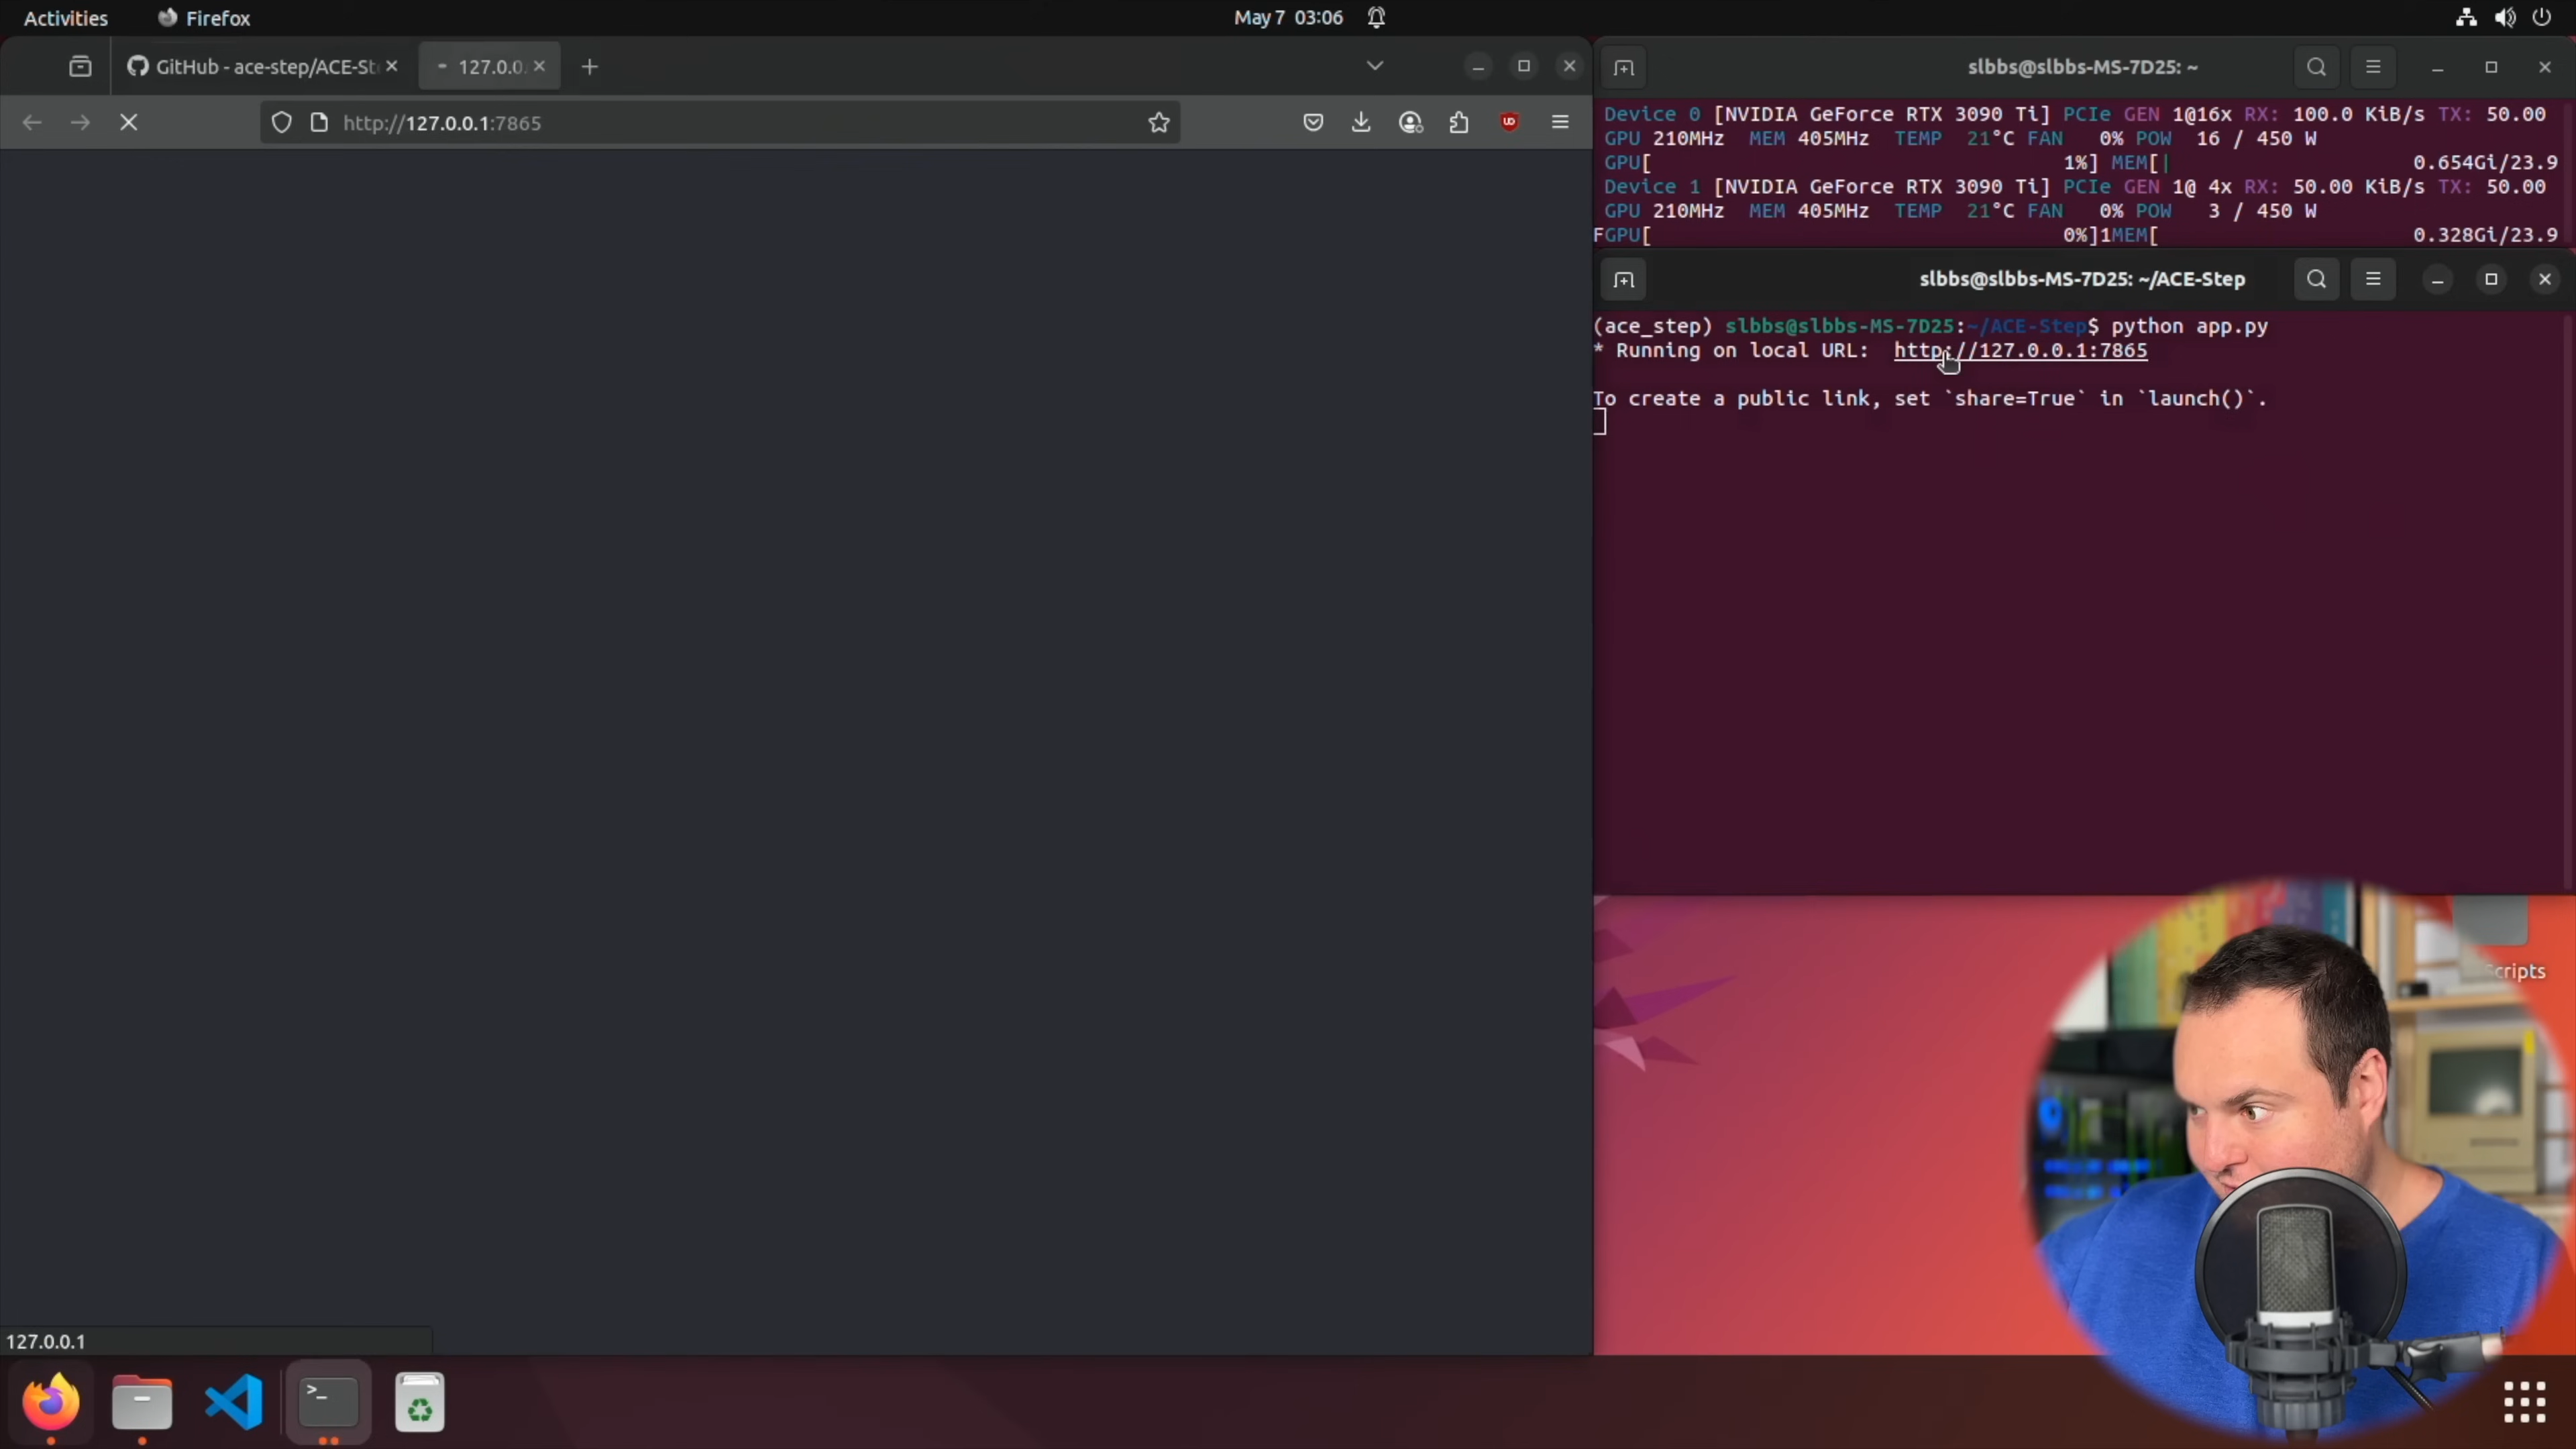 Activities
Firefox
May 7 03:06
GitHub - ace-step/ACE-St
127.0.0.
http://127.0.0.1:7865
slbbs@slbbs-MS-7D25: ~
Device 0 [NVIDIA GeForce RTX 3090 Ti] PCIe GEN 1@16x RX: 100.0 KiB/s TX: 50.00
GPU 210MHz MEM 405MHz TEMP 21°C FAN 0% POW 16 / 450 W
GPU[ 1%] MEM[| 0.654Gi/23.9
Device 1 [NVIDIA GeForce RTX 3090 Ti] PCIe GEN 1@ 4x RX: 50.00 KiB/s TX: 50.00
GPU 210MHz MEM 405MHz TEMP 21°C FAN 0% POW 3 / 450 W
FGPU[ 0%]1MEM[ 0.328Gi/23.9
slbbs@slbbs-MS-7D25: ~/ACE-Step
(ace_step) slbbs@slbbs-MS-7D25:~/ACE-Step$ python app.py
* Running on local URL: http://127.0.0.1:7865
To create a public link, set `share=True` in `launch()`.
cripts
127.0.0.1